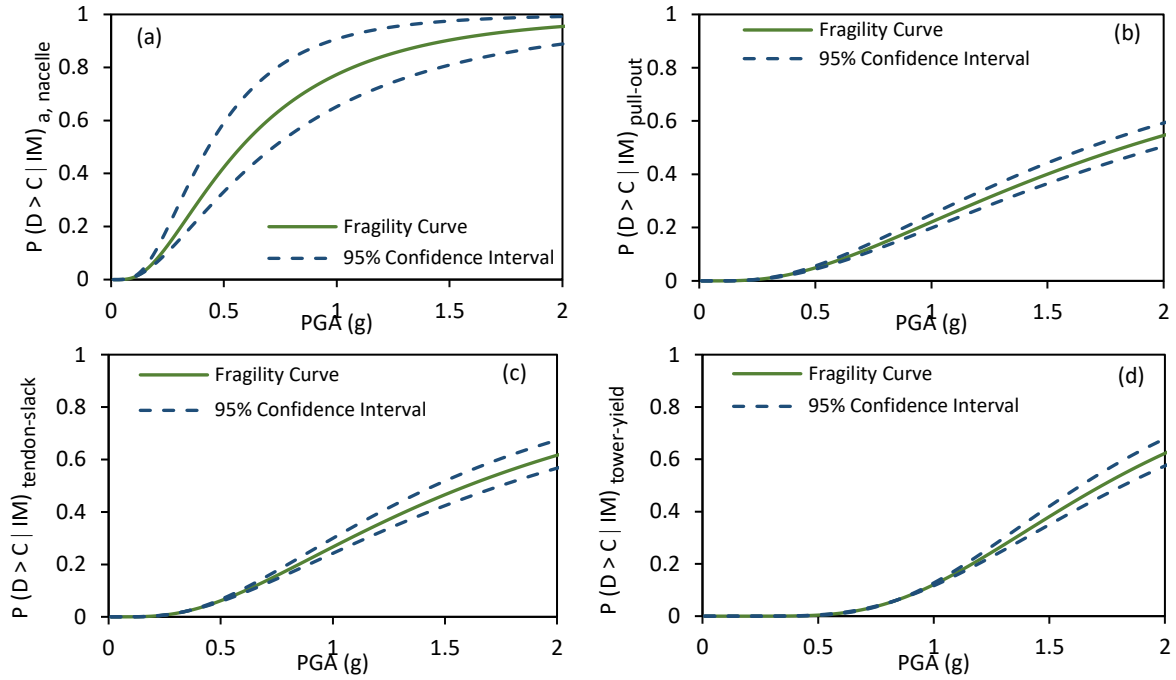 (a)
P (D > C | IM) a, nacelle
1
0.8
0.6
0.4
0.2
0
Fragility Curve
95% Confidence Interval
0 0.5 1 1.5 2
PGA (g)
(b)
P (D > C | IM) pull-out
1
0.8
0.6
0.4
0.2
0
Fragility Curve
95% Confidence Interval
0 0.5 1 1.5 2
PGA (g)
(c)
P (D > C | IM) tendon-slack
1
0.8
0.6
0.4
0.2
0
Fragility Curve
95% Confidence Interval
0 0.5 1 1.5 2
PGA (g)
(d)
P (D > C | IM) tower-yield
1
0.8
0.6
0.4
0.2
0
Fragility Curve
95% Confidence Interval
0 0.5 1 1.5 2
PGA (g)